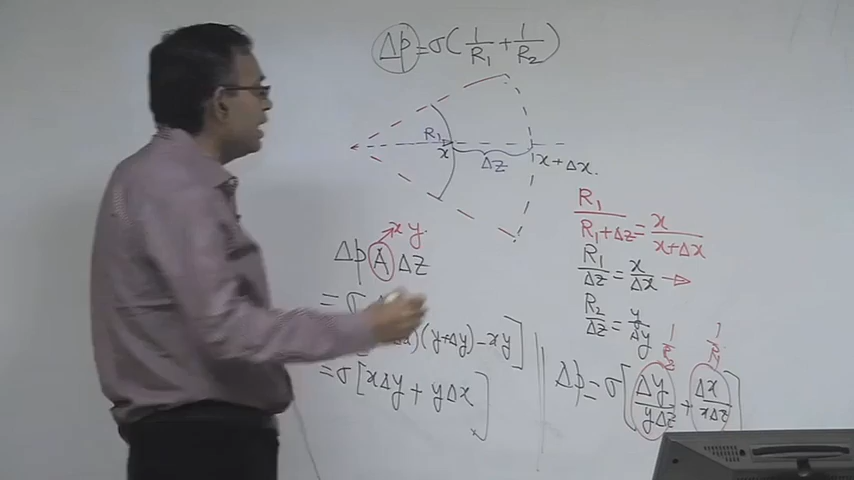 Δp = σ(1/R₁ + 1/R₂)
R₁
x
Δz
x + Δx.
R₁/(R₁+Δz) = x/(x+Δx)
R₁/Δz = x/Δx
R₂/Δz = y/Δy
x y.
Δp A Δz
= σ
)(y+Δy) − xy]
= σ[xΔy + yΔx]
1/R₂ 1/R₁
Δp = σ[Δy/yΔz + Δx/xΔz]